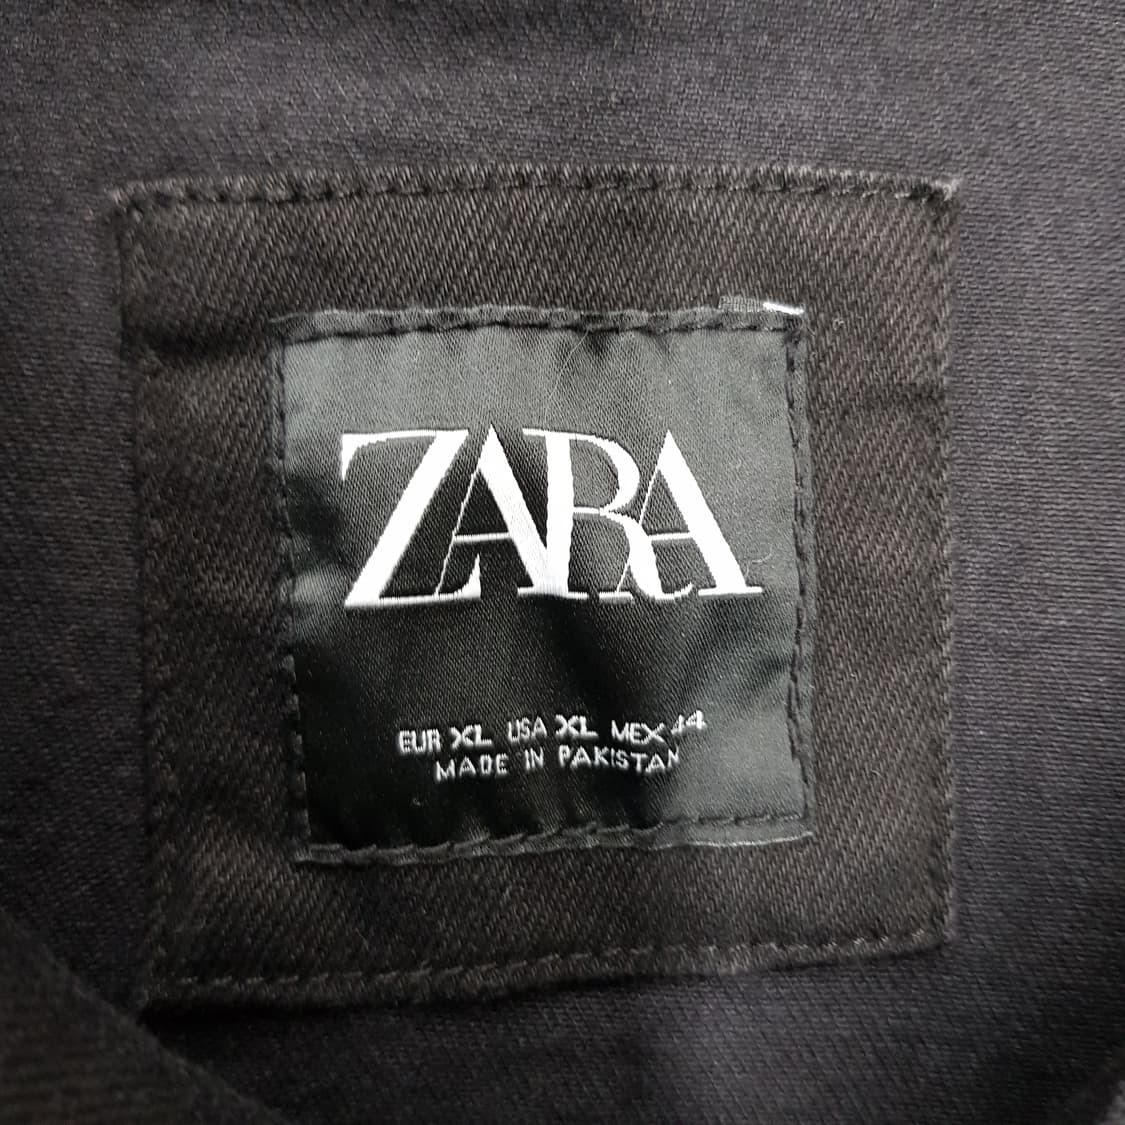 ZARA
EUR XL USA XL MEX 44
MADE IN PAKISTAN